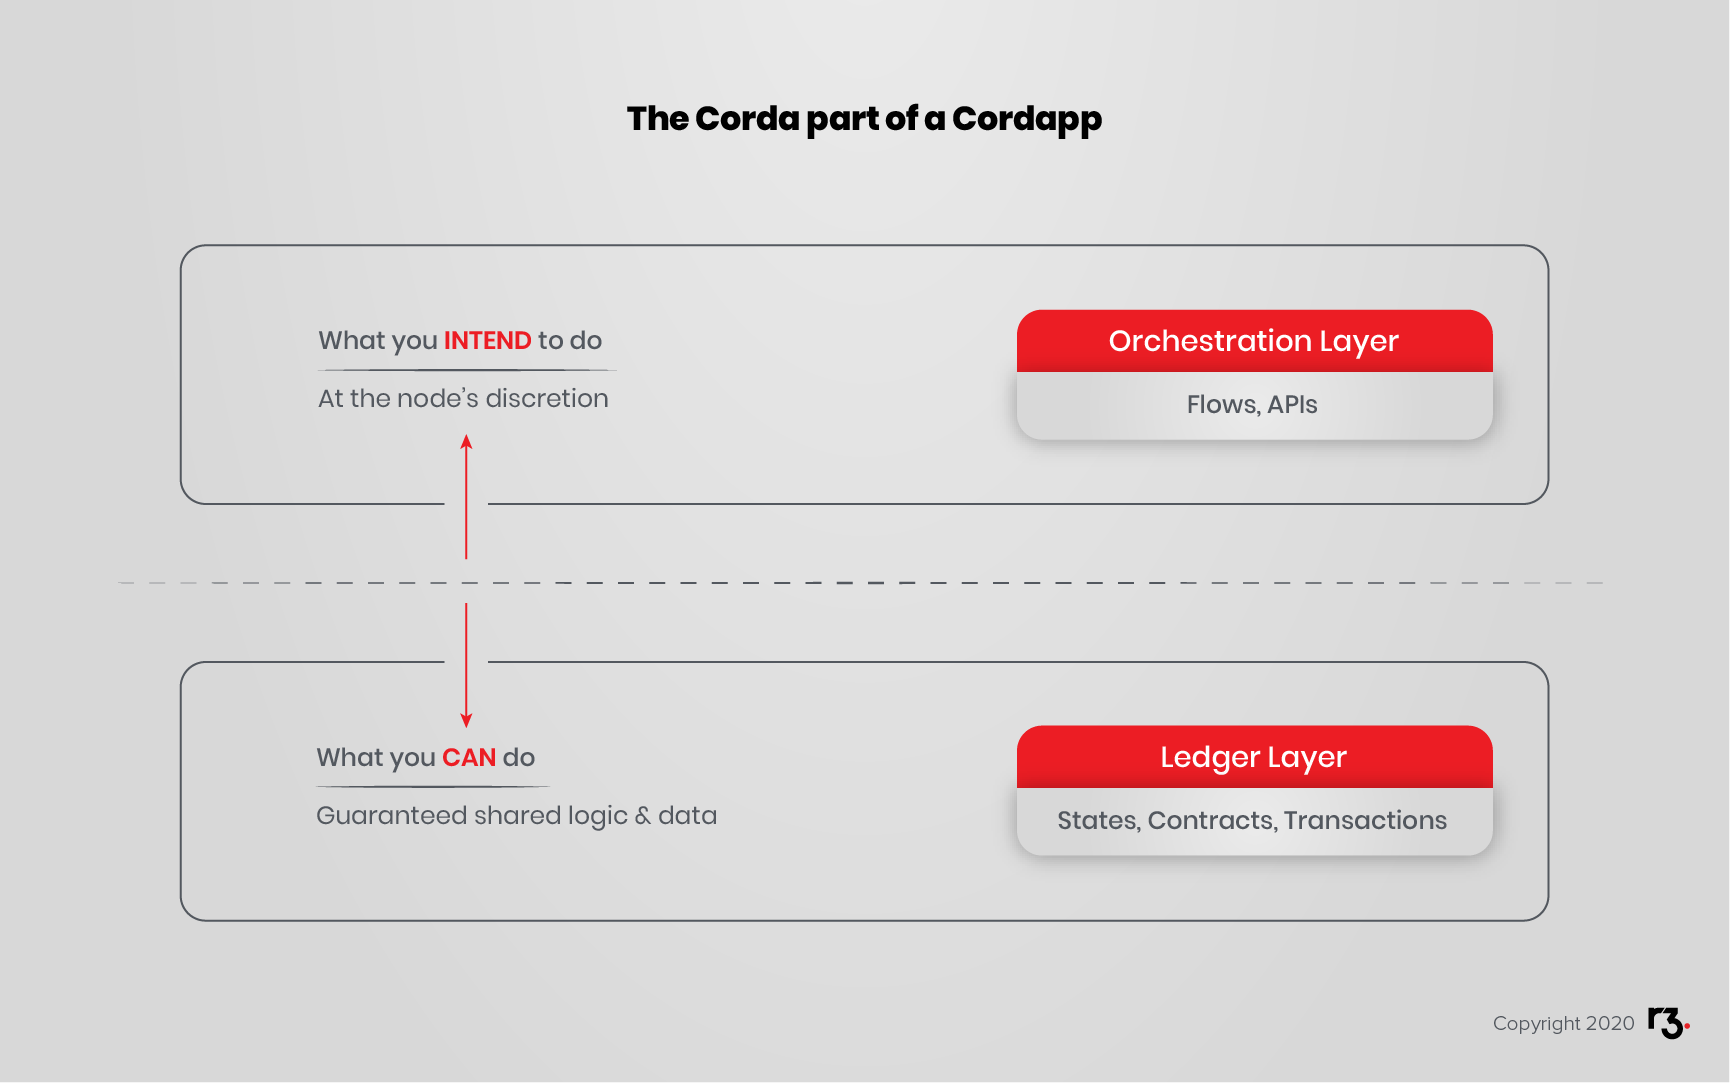 The Corda part of a Cordapp
What you INTEND to do
At the node’s discretion
Orchestration Layer
Flows, APIs
What you CAN do
Guaranteed shared logic & data
Ledger Layer
States, Contracts, Transactions
Copyright 2020 r3.